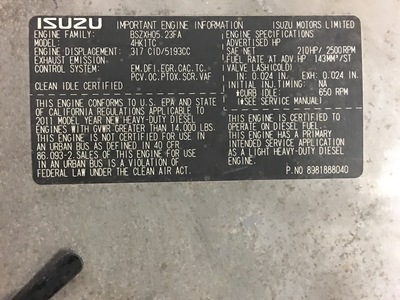 ISUZU IMPORTANT ENGINE INFORMATION ISUZU MOTORS LIMITED
ENGINE FAMILY: BSZXH05.23FA
ENGINE MODEL: 4HK1TC
ENGINE DISPLACEMENT: 317 CID/5193CC
EXHAUST EMISSION
CONTROL SYSTEM: EM,DFI,EGR,CAC,TC,
PCV,OC,PTOX,SCR,VAF
CLEAN IDLE CERTIFIED
THIS ENGINE CONFORMS TO U.S. EPA AND STATE
OF CALIFORNIA REGULATIONS APPLICABLE TO
2011 MODEL YEAR NEW HEAVY-DUTY DIESEL
ENGINES WITH GVWR GREATER THAN 14,000 LBS.
THIS ENGINE IS NOT CERTIFIED FOR USE IN
AN URBAN BUS AS DEFINED IN 40 CFR
86.093-2. SALES OF THIS ENGINE FOR USE
IN AN URBAN BUS IS A VIOLATION OF
FEDERAL LAW UNDER THE CLEAN AIR ACT.
ENGINE SPECIFICATION:
ADVERTISED HP
SAE NET : 210HP/ 2500RPM
FUEL RATE AT ADV.HP 143MM³/ST
VALVE LASH(COLD)
IN: 0.024 IN. EXH: 0.024 IN.
INITIAL INJ.TIMING: NA
*CURB IDLE: 650 RPM
(*SEE SERVICE MANUAL)
THIS ENGINE IS CERTIFIED TO
OPERATE ON DIESEL FUEL.
THIS ENGINE HAS A PRIMARY
INTENDED SERVICE APPLICATION
AS A LIGHT HEAVY-DUTY DIESEL
ENGINE.
P.NO 8981888040